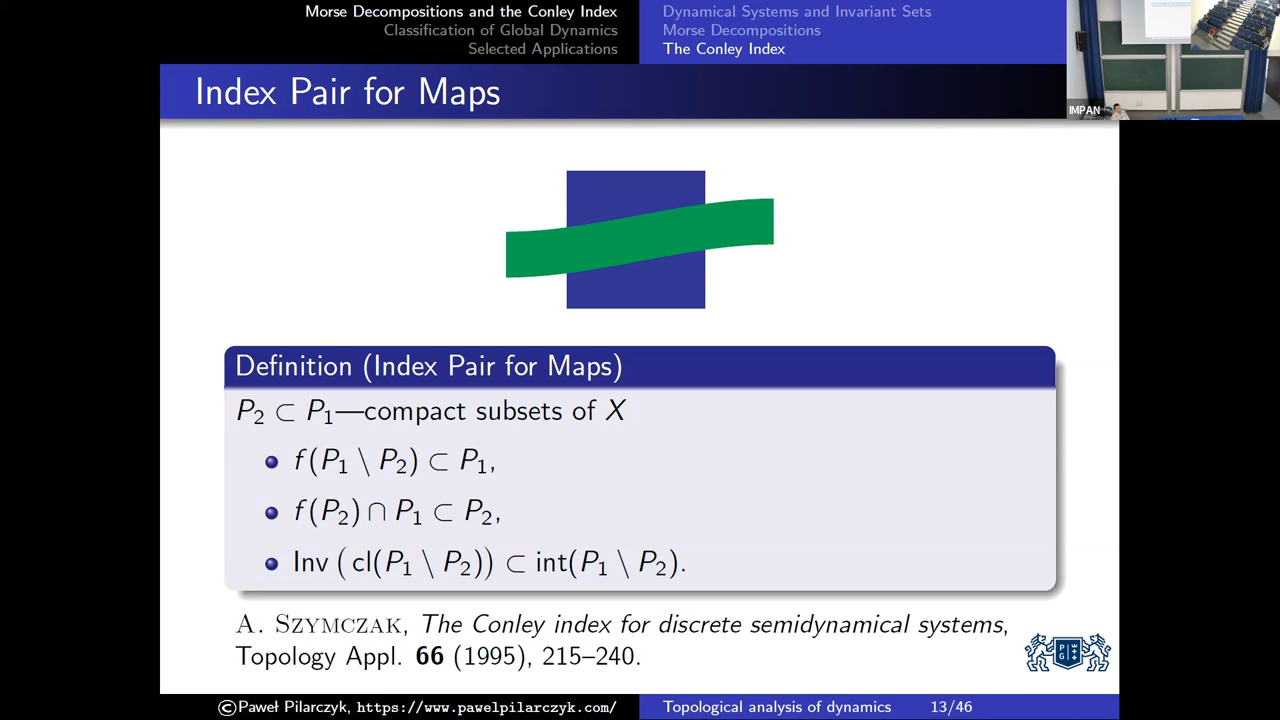 Morse Decompositions and the Conley Index
Classification of Global Dynamics
Selected Applications
Dynamical Systems and Invariant Sets
Morse Decompositions
The Conley Index
IMPAN
Index Pair for Maps
Definition (Index Pair for Maps)
P₂ ⊂ P₁—compact subsets of X
f(P₁ \ P₂) ⊂ P₁,
f(P₂) ∩ P₁ ⊂ P₂,
Inv (cl(P₁ \ P₂)) ⊂ int(P₁ \ P₂).
A. SZYMCZAK, The Conley index for discrete semidynamical systems,
Topology Appl. 66 (1995), 215–240.
P G
©Paweł Pilarczyk, https://www.pawelpilarczyk.com/
Topological analysis of dynamics 13/46